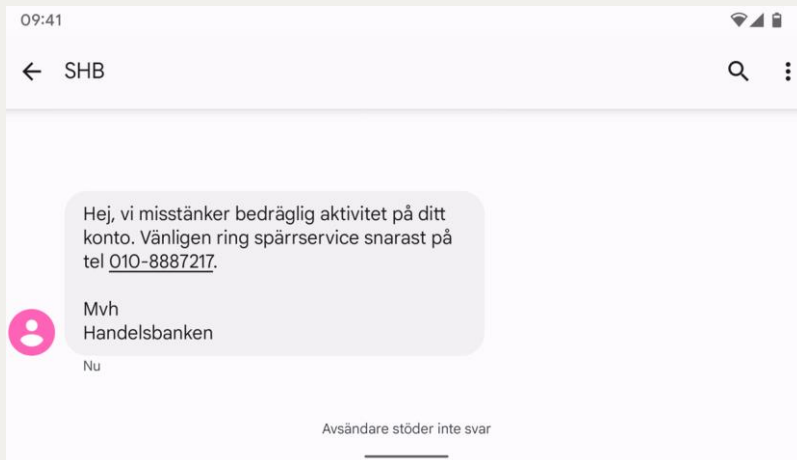 09:41
SHB
Hej, vi misstänker bedräglig aktivitet på ditt
konto. Vänligen ring spärrservice snarast på
tel 010-8887217.
Mvh
Handelsbanken
Nu
Avsändare stöder inte svar